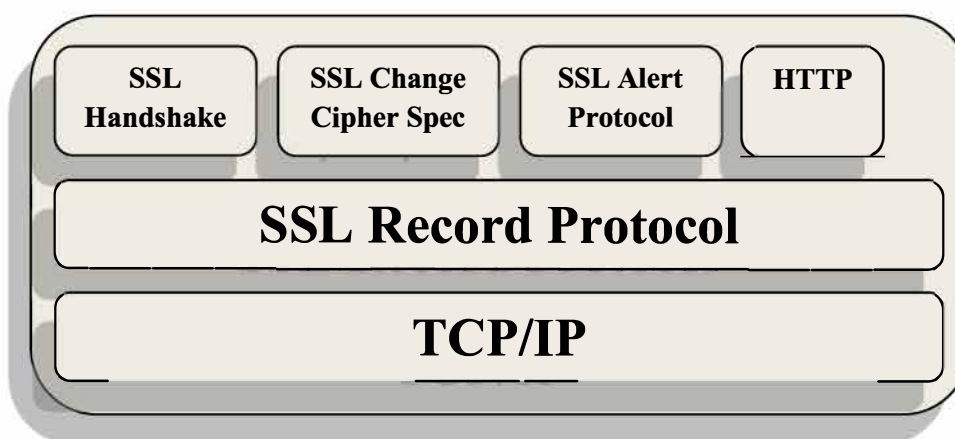 SSL
Handshake
SSL Change
Cipher Spec
SSL Alert
Protocol
HTTP
SSL Record Protocol
TCP/IP